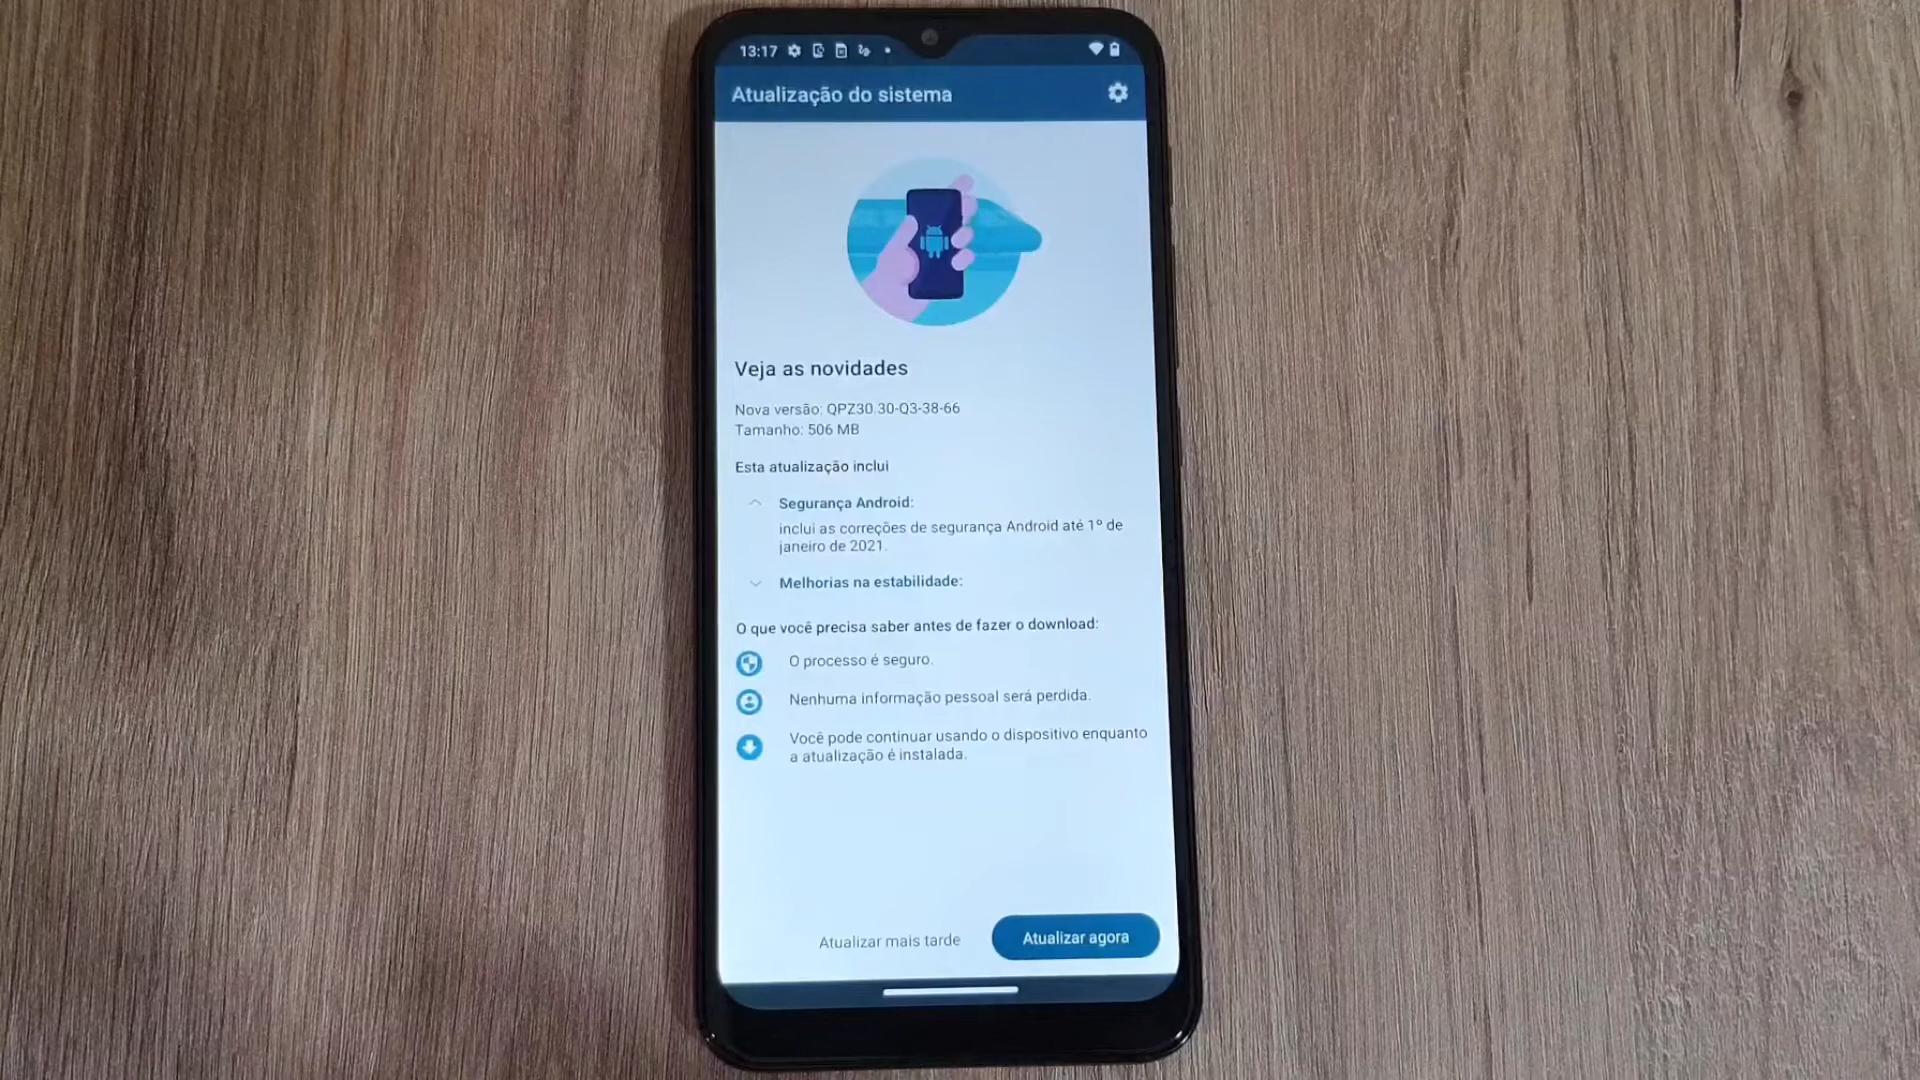 13:17
Atualização do sistema
Veja as novidades
Nova versão: QPZ30.30-Q3-38-66
Tamanho: 506 MB
Esta atualização inclui
Segurança Android:
inclui as correções de segurança Android até 1º de
janeiro de 2021.
Melhorias na estabilidade:
O que você precisa saber antes de fazer o download:
O processo é seguro.
Nenhuma informação pessoal será perdida.
Você pode continuar usando o dispositivo enquanto
a atualização é instalada.
Atualizar mais tarde
Atualizar agora